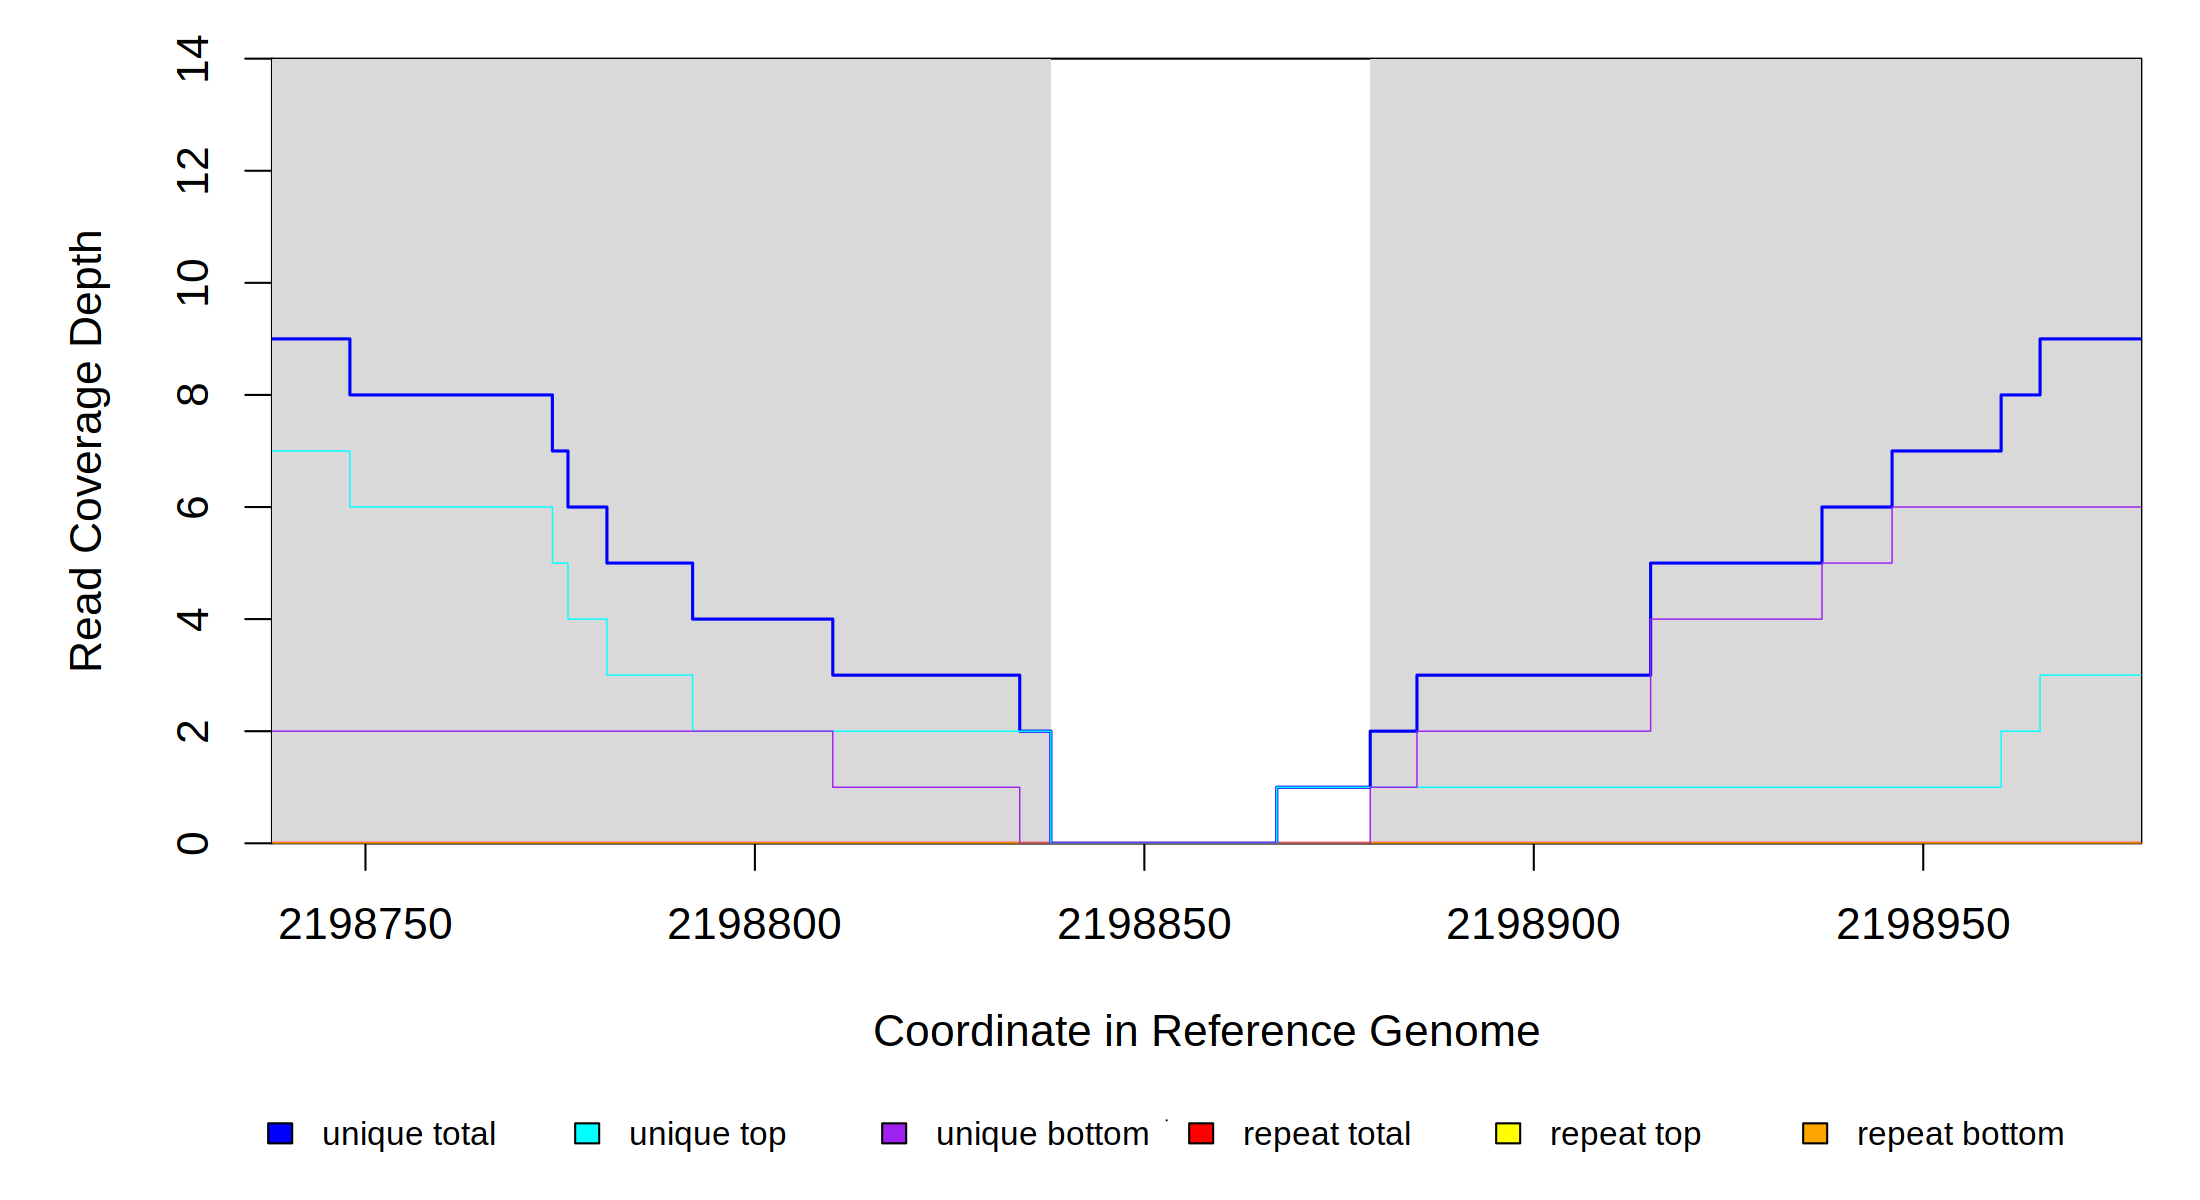 14
12
10
8
6
4
2
0
Read Coverage Depth
2198750 2198800 2198850 2198900 2198950
Coordinate in Reference Genome
unique total unique top unique bottom repeat total repeat top repeat bottom